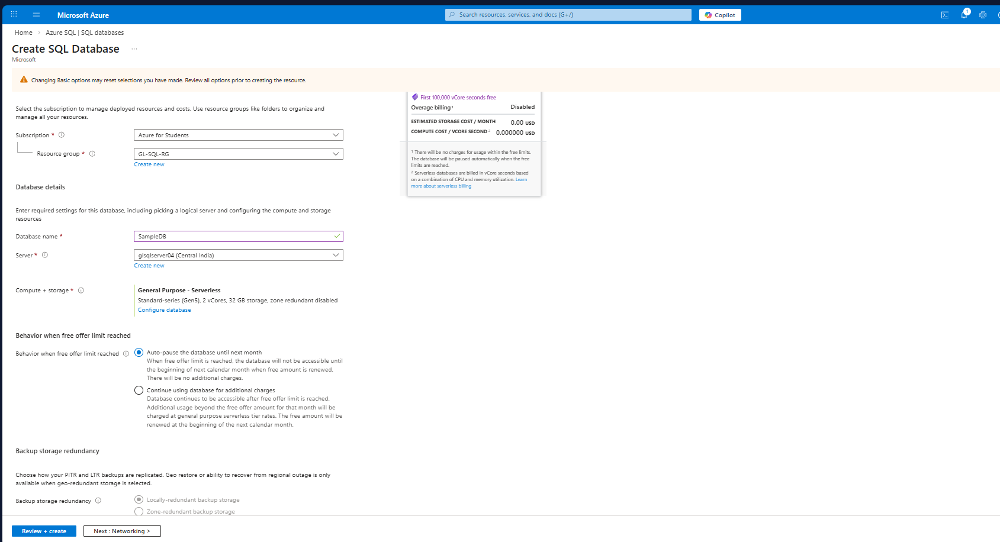 Microsoft Azure
Search resources, services, and docs (G+/)
Copilot
1
Home > Azure SQL | SQL databases
Create SQL Database ...
Microsoft
Changing Basic options may reset selections you have made. Review all options prior to creating the resource.
Select the subscription to manage deployed resources and costs. Use resource groups like folders to organize and
manage all your resources.
Subscription *
Azure for Students
Resource group *
GL-SQL-RG
Create new
Database details
Enter required settings for this database, including picking a logical server and configuring the compute and storage
resources
Database name *
SampleDB
Server *
glsqlserver04 (Central India)
Create new
Compute + storage *
General Purpose - Serverless
Standard-series (Gen5), 2 vCores, 32 GB storage, zone redundant disabled
Configure database
Behavior when free offer limit reached
Behavior when free offer limit reached
Auto-pause the database until next month
When free offer limit is reached, the database will not be accessible until
the beginning of next calendar month when free amount is renewed.
There will be no additional charges.
Continue using database for additional charges
Database continues to be accessible after free offer limit is reached.
Additional usage beyond the free offer amount for that month will be
charged at general purpose serverless tier rates. The free amount will be
renewed at the beginning of the next calendar month.
Backup storage redundancy
Choose how your PITR and LTR backups are replicated. Geo restore or ability to recover from regional outage is only
available when geo-redundant storage is selected.
Backup storage redundancy
Locally-redundant backup storage
Zone-redundant backup storage
First 100,000 vCore seconds free
Overage billing 1 Disabled
ESTIMATED STORAGE COST / MONTH 0.00 USD
COMPUTE COST / VCORE SECOND 2 0.000000 USD
1 There will be no charges for usage within the free limits.
The database will be paused automatically when the free
limits are reached.
2 Serverless databases are billed in vCore seconds based
on a combination of CPU and memory utilization. Learn
more about serverless billing
Review + create
Next : Networking >